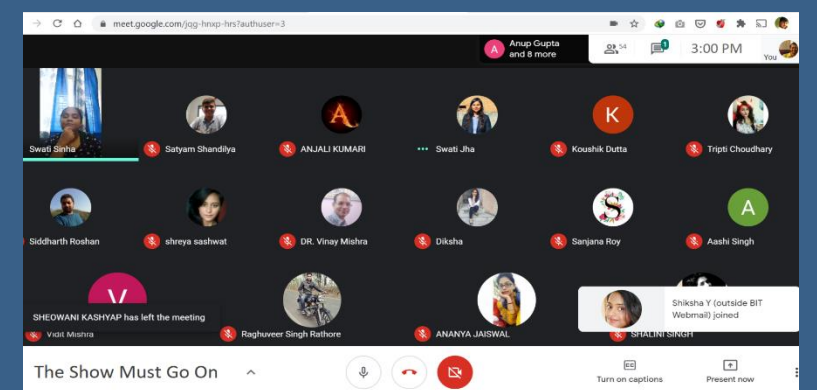 meet.google.com/jqg-hnxp-hrs?authuser=3
A Anup Gupta
and 8 more
54
1
3:00 PM
You
Swati Sinha
Satyam Shandilya
A
ANJALI KUMARI
Swati Jha
K
Koushik Dutta
Tripti Choudhary
Siddharth Roshan
shreya sashwat
DR. Vinay Mishra
Diksha
S
Sanjana Roy
A
Aashi Singh
V
SHEOWANI KASHYAP has left the meeting
Vidit Mishra
Raghuveer Singh Rathore
ANANYA JAISWAL
Shiksha Y (outside BIT
Webmail) joined
SHALINI SINGH
The Show Must Go On
CC
Turn on captions
Present now